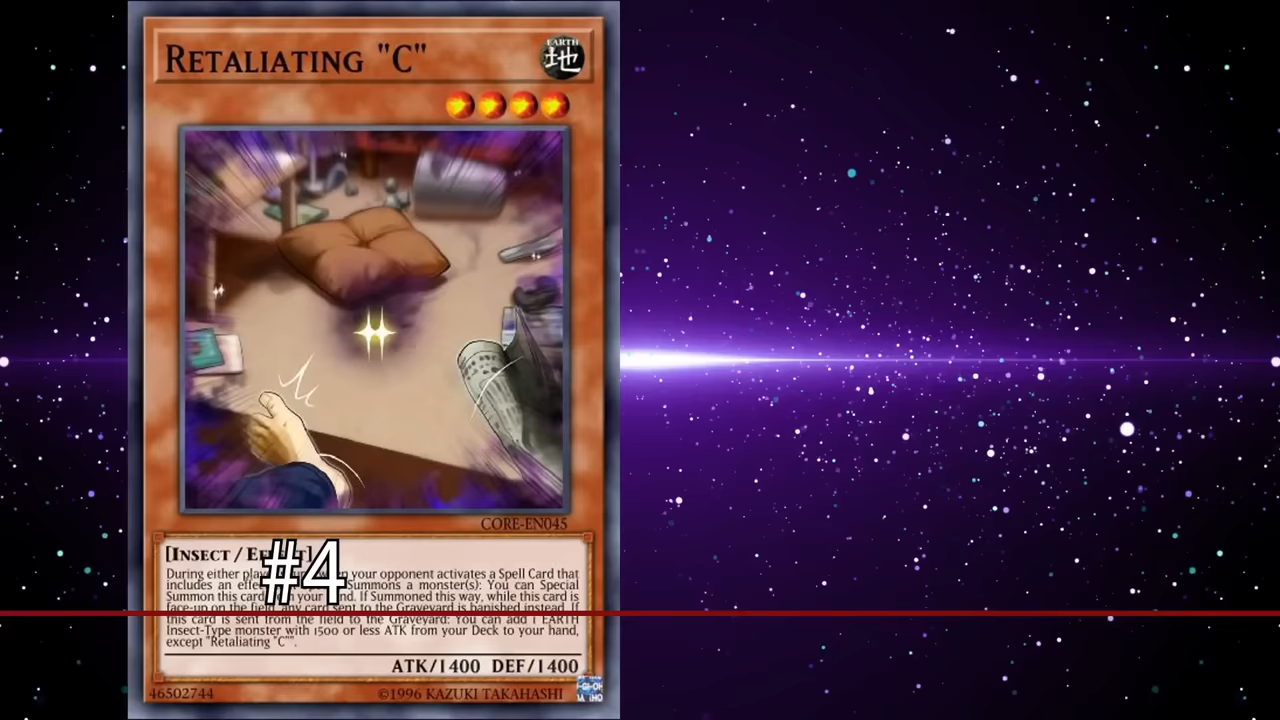 RETALIATING "C"
EARTH
地
CORE-EN045
[INSECT / EFFECT]
#4
During either play your opponent activates a Spell Card that
includes an effe Summons a monster(s): You can Special
Summon this card your hand. If Summoned this way, while this card is
face-up on the field, any card sent to the Graveyard is banished instead. If
this card is sent from the field to the Graveyard: You can add 1 EARTH
Insect-Type monster with 1500 or less ATK from your Deck to your hand,
except "Retaliating "C"".
ATK/1400 DEF/1400
46502744 ©1996 KAZUKI TAKAHASHI